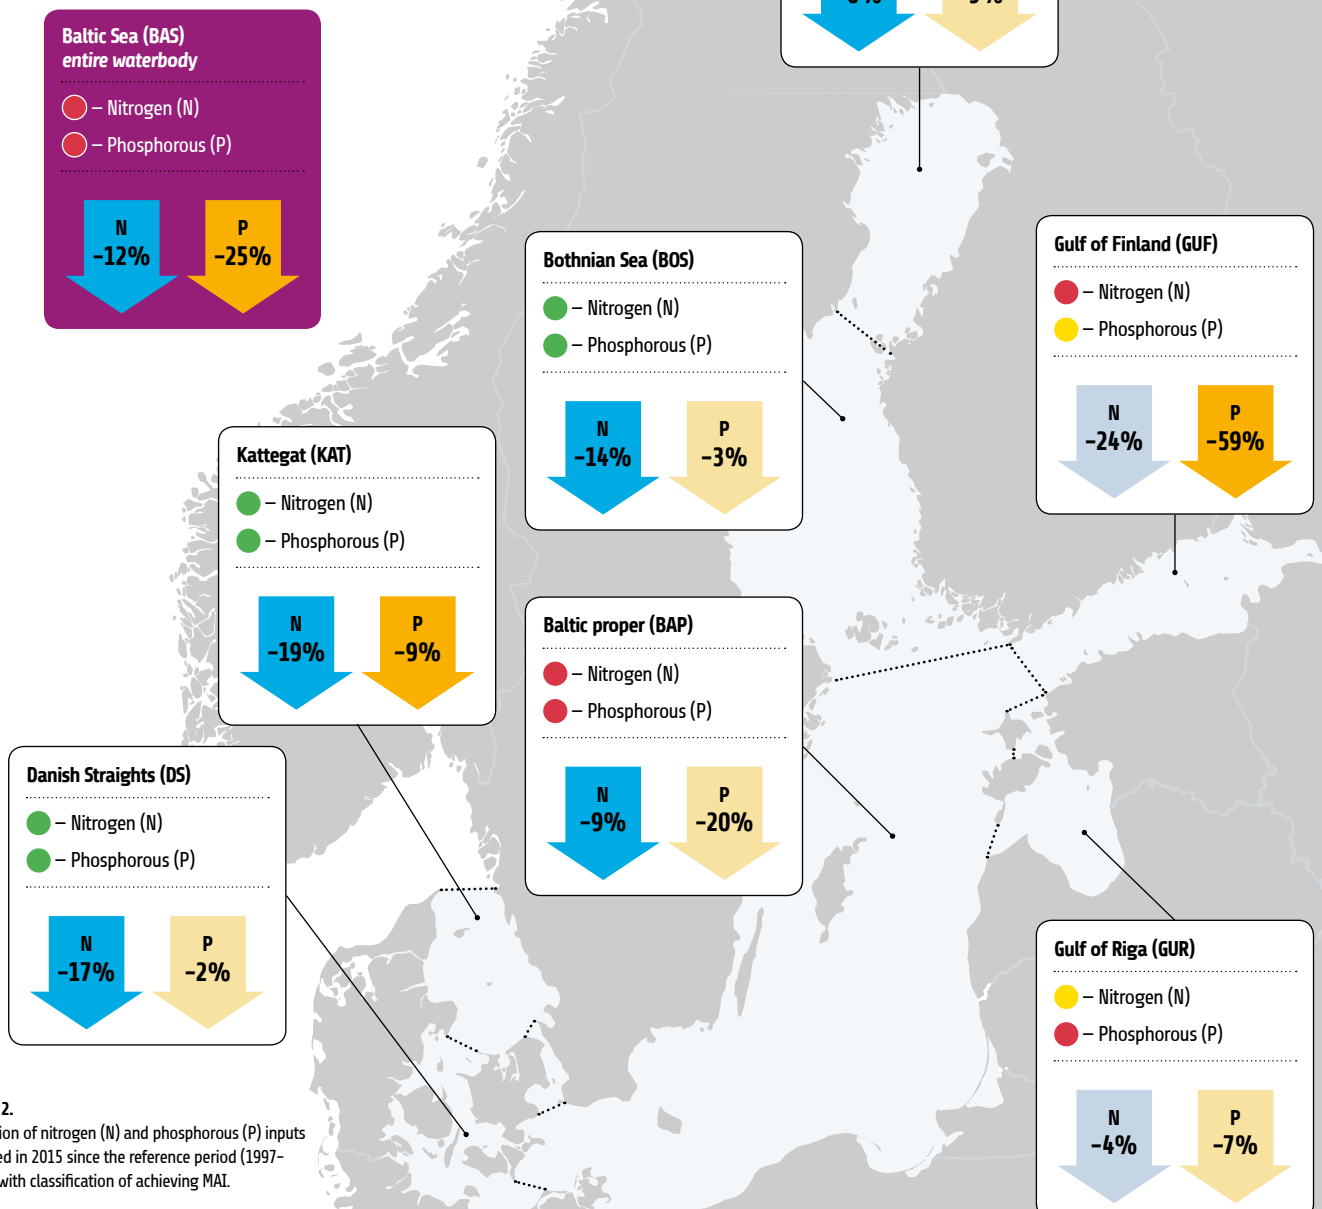 Baltic Sea (BAS)
entire waterbody
– Nitrogen (N)
– Phosphorous (P)
N
-12%
P
-25%
Bothnian Sea (BOS)
– Nitrogen (N)
– Phosphorous (P)
N
-14%
P
-3%
Gulf of Finland (GUF)
– Nitrogen (N)
– Phosphorous (P)
N
-24%
P
-59%
Kattegat (KAT)
– Nitrogen (N)
– Phosphorous (P)
N
-19%
P
-9%
Baltic proper (BAP)
– Nitrogen (N)
– Phosphorous (P)
N
-9%
P
-20%
Danish Straights (DS)
– Nitrogen (N)
– Phosphorous (P)
N
-17%
P
-2%
Gulf of Riga (GUR)
– Nitrogen (N)
– Phosphorous (P)
N
-4%
P
-7%
2.
of nitrogen (N) and phosphorous (P) inputs
in 2015 since the reference period (1997–
with classification of achieving MAI.